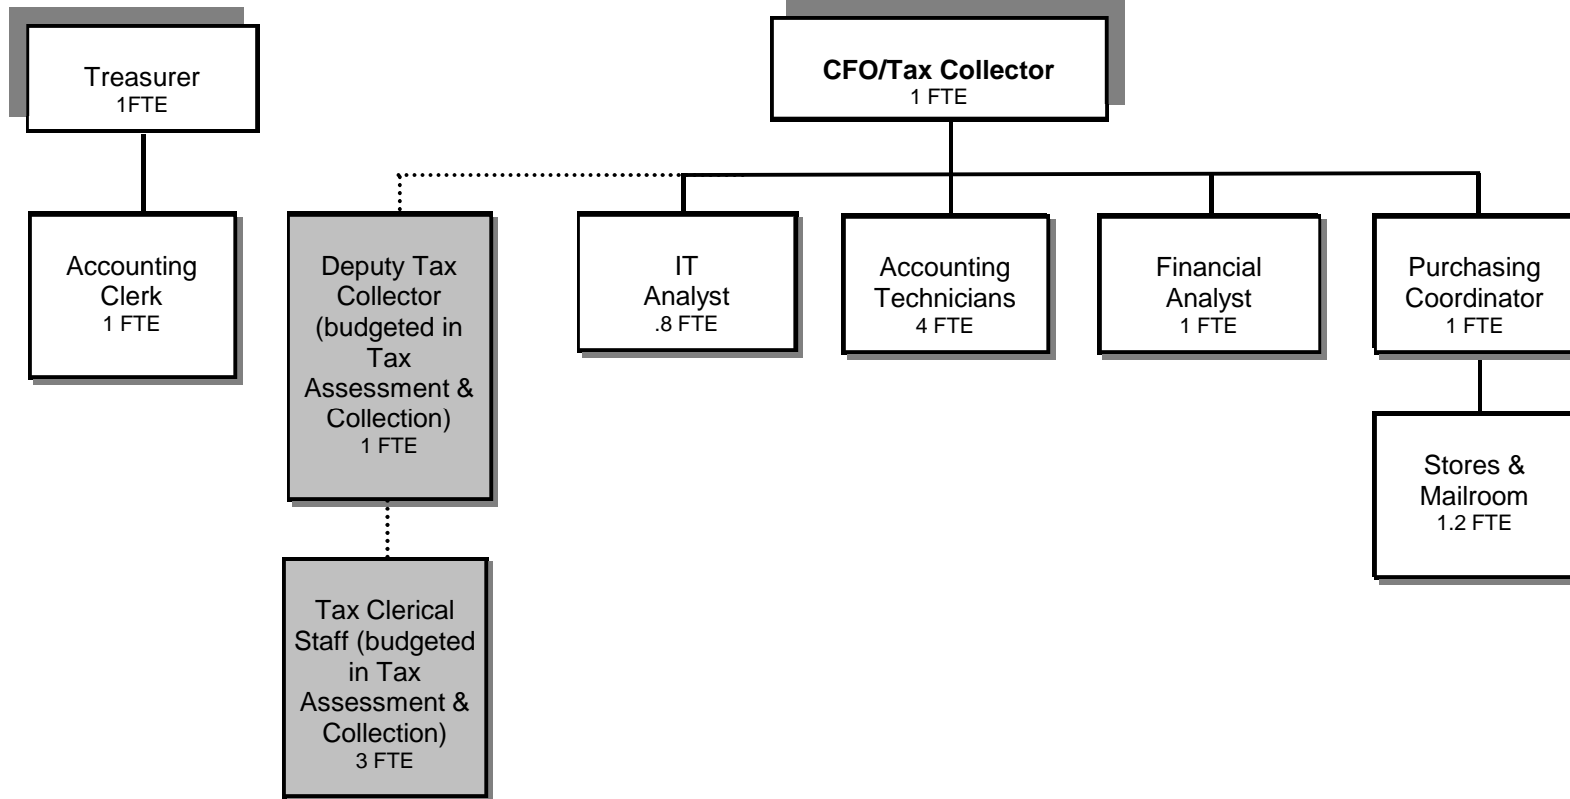 Treasurer
1FTE
CFO/Tax Collector
1 FTE
Accounting
Clerk
1 FTE
Deputy Tax
Collector
(budgeted in
Tax
Assessment &
Collection)
1 FTE
IT
Analyst
.8 FTE
Accounting
Technicians
4 FTE
Financial
Analyst
1 FTE
Purchasing
Coordinator
1 FTE
Stores &
Mailroom
1.2 FTE
Tax Clerical
Staff (budgeted
in Tax
Assessment &
Collection)
3 FTE